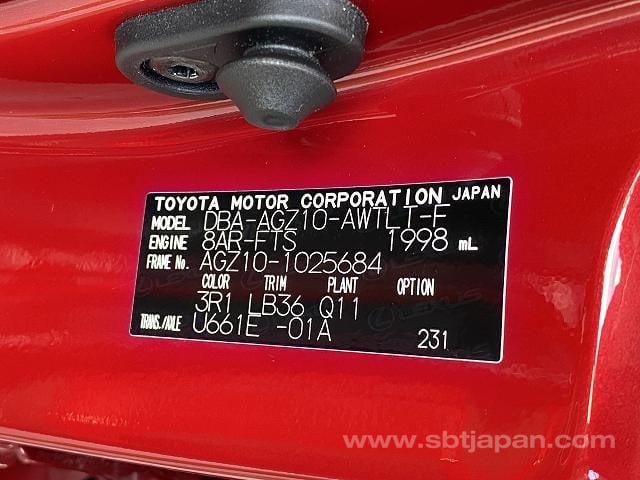 TOYOTA MOTOR CORPORATION JAPAN
MODEL DBA-AGZ10-AWTLT-F
ENGINE 8AR-FTS 1998 mL
FRAME No. AGZ10-1025684
COLOR TRIM PLANT OPTION
3R1 LB36 Q11
TRANS./AXLE U661E -01A 231
www.sbtjapan.com